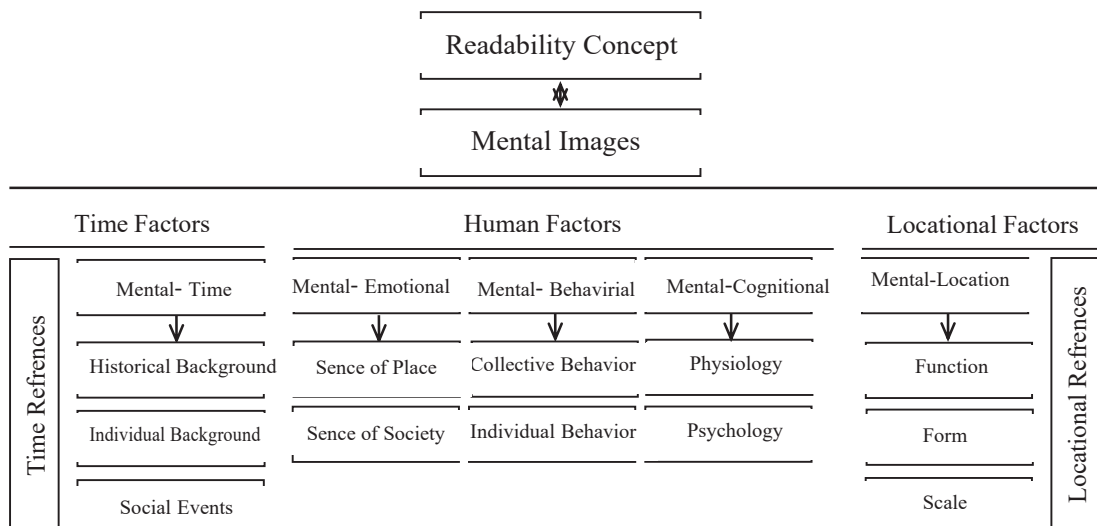 Readability Concept
Mental Images
Time Factors
Human Factors
Locational Factors
Time Refrences
Mental- Time
Mental- Emotional
Mental- Behavirial
Mental-Cognitional
Mental-Location
Locational Refrences
Historical Background
Sence of Place
Collective Behavior
Physiology
Function
Individual Background
Sence of Society
Individual Behavior
Psychology
Form
Social Events
Scale